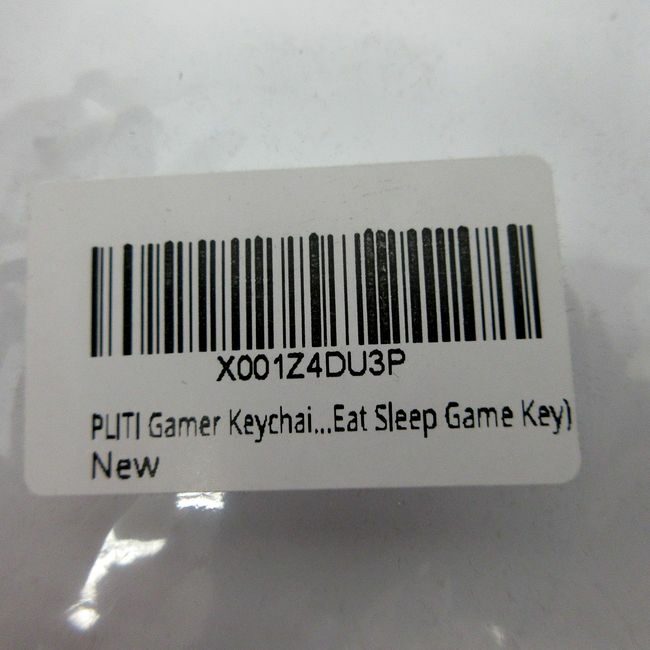 X001Z4DU3P
PLITI Gamer Keychai...Eat Sleep Game Key)
New